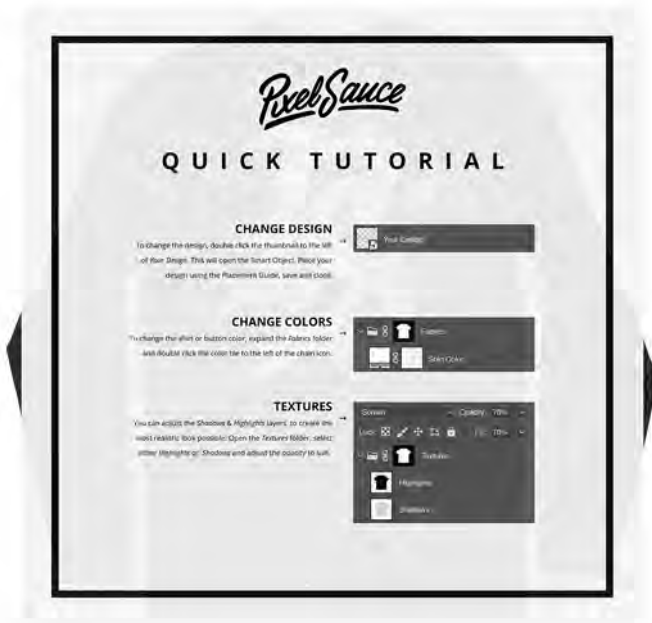 Pixel Sauce
QUICK TUTORIAL
CHANGE DESIGN
To change the design, double click the thumbnail to the left
of Your Design. This will open the Smart Object. Place your
design using the Placement Guide, save and close.
→
Your Design
CHANGE COLORS
To change the shirt or button color, expand the Fabrics folder
and double click the color tile to the left of the chain icon.
→
Fabrics
Shirt Color
TEXTURES
You can adjust the Shadows & Highlights layers, to create the
most realistic look possible. Open the Textures folder, select
either Highlights or Shadows and adjust the opacity to suit.
→
Screen Opacity: 70%
Lock: Fill: 70%
Textures
Highlights
Shadows